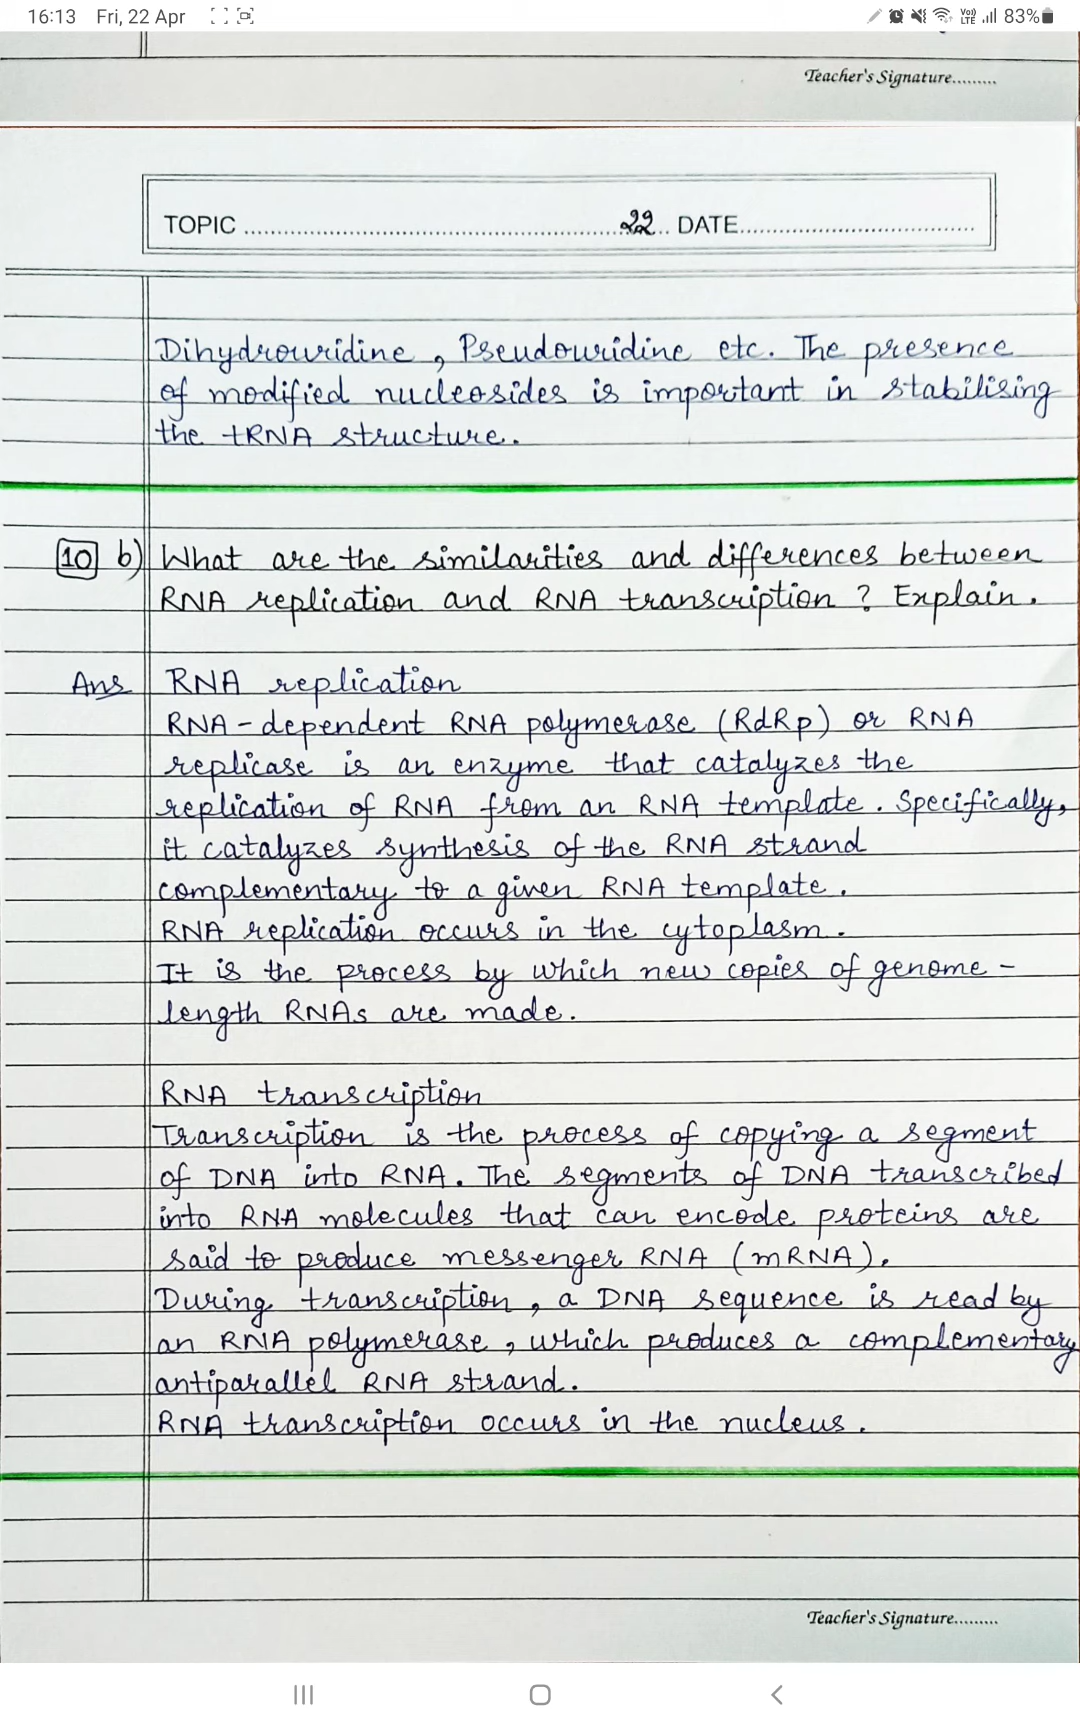 16:13 Fri, 22 Apr 83%
Teacher's Signature.........
TOPIC ........................................................22.. DATE...................................
Dihydrouridine, Pseudouridine etc. The presence
of modified nucleosides is important in stabilising
the tRNA structure.
10 b) What are the similarities and differences between
RNA replication and RNA transcription? Explain.
Ans RNA replication
RNA-dependent RNA polymerase (RdRp) or RNA
replicase is an enzyme that catalyzes the
replication of RNA from an RNA template. Specifically,
it catalyzes synthesis of the RNA strand
complementary to a given RNA template.
RNA replication occurs in the cytoplasm.
It is the process by which new copies of genome-
length RNAs are made.
RNA transcription
Transcription is the process of copying a segment
of DNA into RNA. The segments of DNA transcribed
into RNA molecules that can encode proteins are
said to produce messenger RNA (mRNA).
During transcription, a DNA sequence is read by
an RNA polymerase, which produces a complementary
antiparallel RNA strand.
RNA transcription occurs in the nucleus.
Teacher's Signature.........